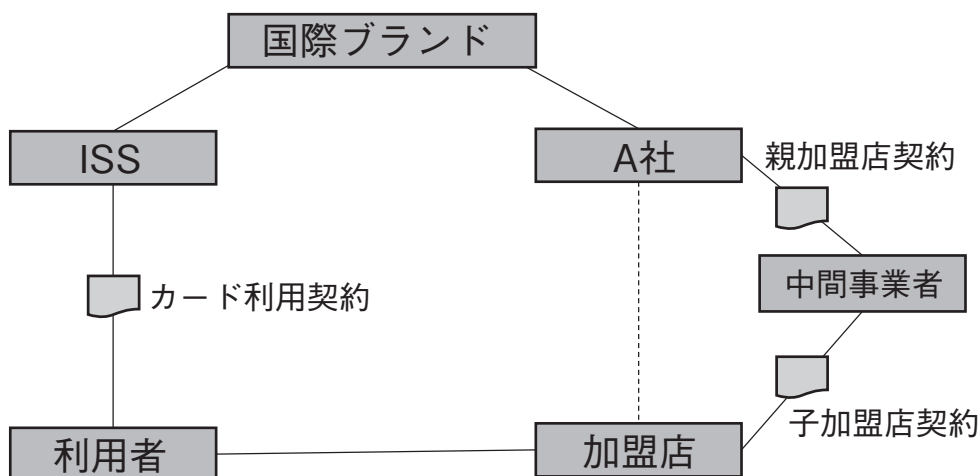 国際ブランド
ISS
A社
親加盟店契約
中間事業者
カード利用契約
子加盟店契約
利用者
加盟店